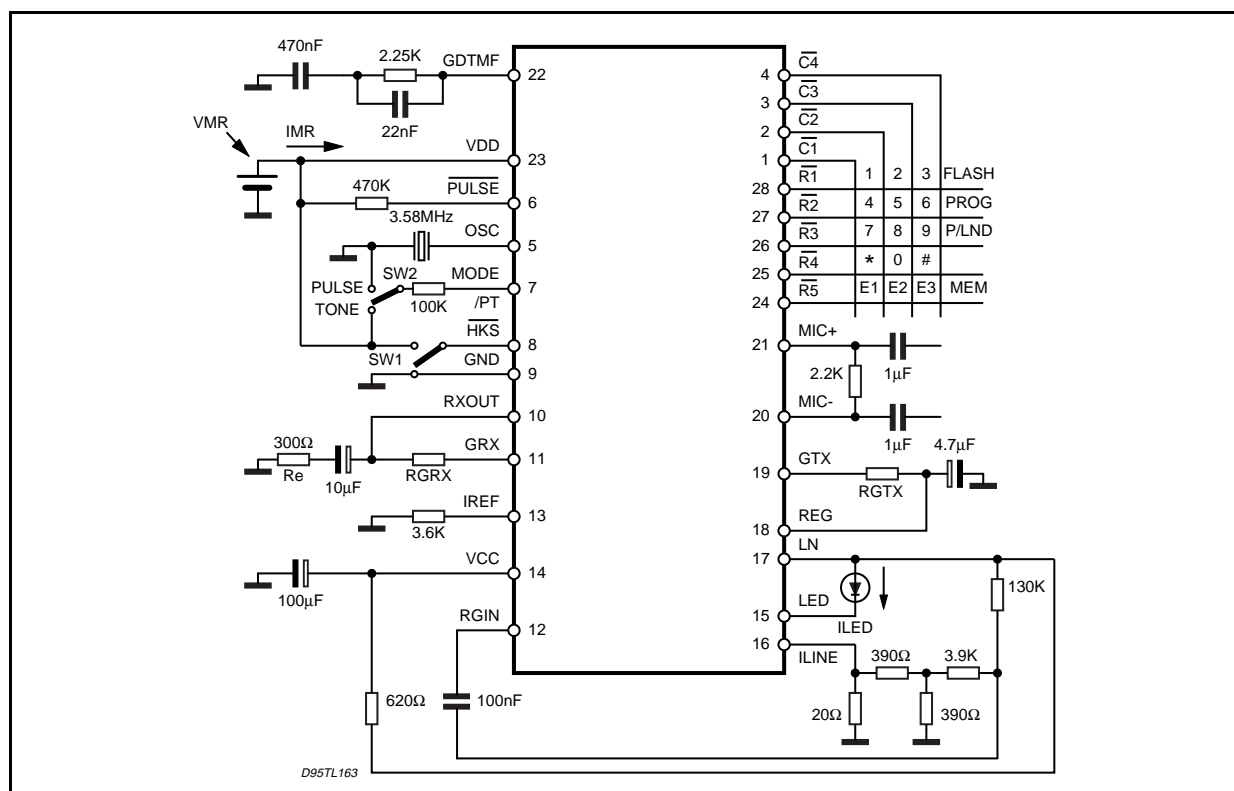 470nF
2.25K
GDTMF
22
22nF
VMR
IMR
VDD
23
470K
PULSE
6
3.58MHz
OSC
5
SW2
MODE
7
PULSE
TONE
100K
/PT
HKS
8
SW1
GND
9
RXOUT
10
300Ω
Re
10μF
GRX
11
RGRX
IREF
13
3.6K
VCC
14
100μF
RGIN
12
620Ω
100nF
D95TL163
4 C4
3 C3
2 C2
1 C1
28 R1 1 2 3 FLASH
27 R2 4 5 6 PROG
26 R3 7 8 9 P/LND
25 R4 * 0 #
24 R5 E1 E2 E3 MEM
21 MIC+
1μF
2.2K
20 MIC-
1μF
4.7μF
19 GTX
RGTX
18 REG
17 LN
130K
15 LED
ILED
16 ILINE
390Ω
3.9K
20Ω
390Ω